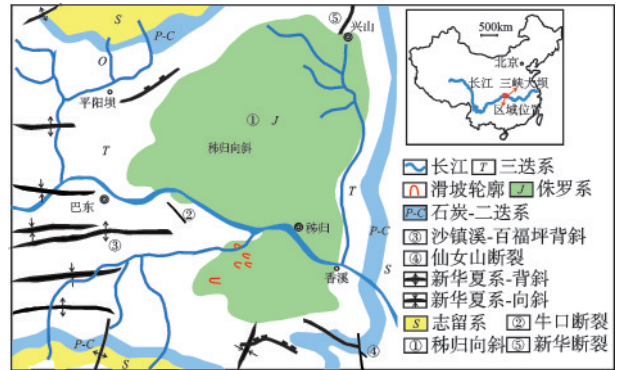 S
P-C
O
⑤
兴山
平阳坝
① J
秭归向斜
T
T
巴东
②
秭归
③
P-C
香溪
S
P-C
S
④
500km
北京
长江 三峡大坝
区域位置
长江 T 三迭系
滑坡轮廓 J 侏罗系
P-C 石炭-二迭系
③ 沙镇溪-百福坪背斜
④ 仙女山断裂
新华夏系-背斜
新华夏系-向斜
S 志留系 ② 牛口断裂
① 秭归向斜 ⑤ 新华断裂